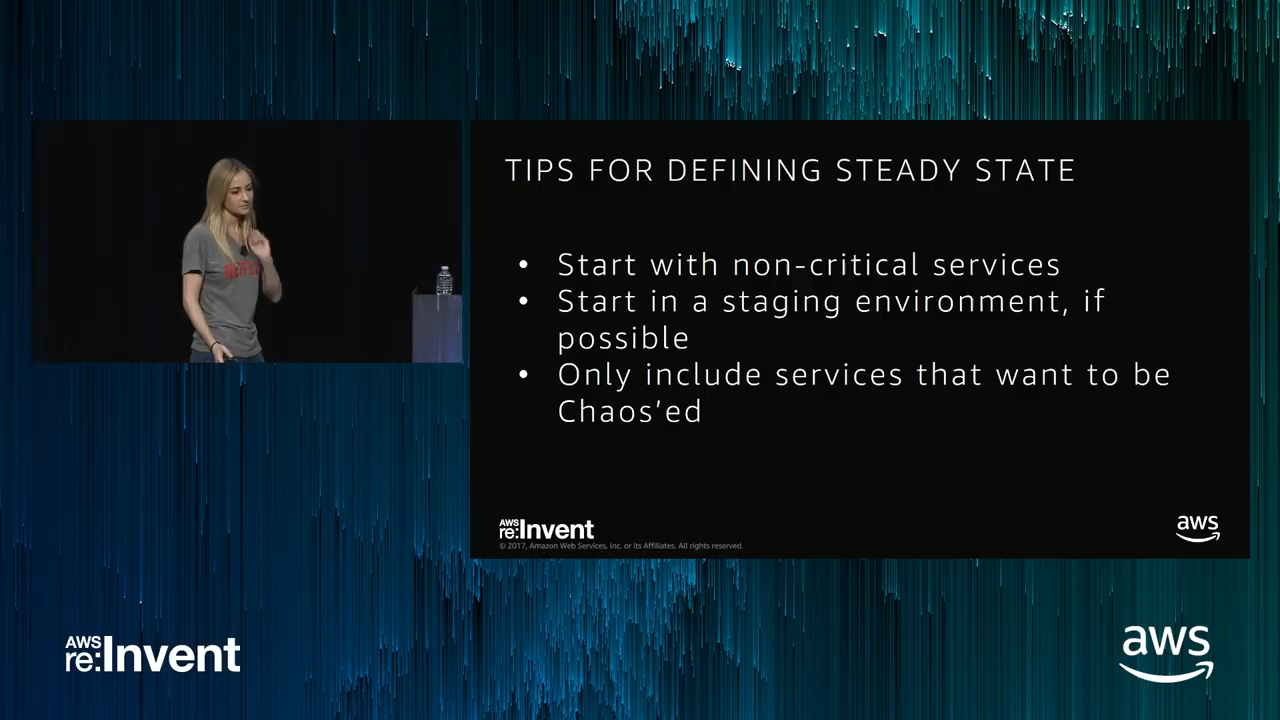 NETFLIX
TIPS FOR DEFINING STEADY STATE
• Start with non-critical services
• Start in a staging environment, if
possible
• Only include services that want to be
Chaos’ed
AWS
re:Invent
© 2017, Amazon Web Services, Inc. or its Affiliates. All rights reserved.
aws
AWS
re:Invent
aws